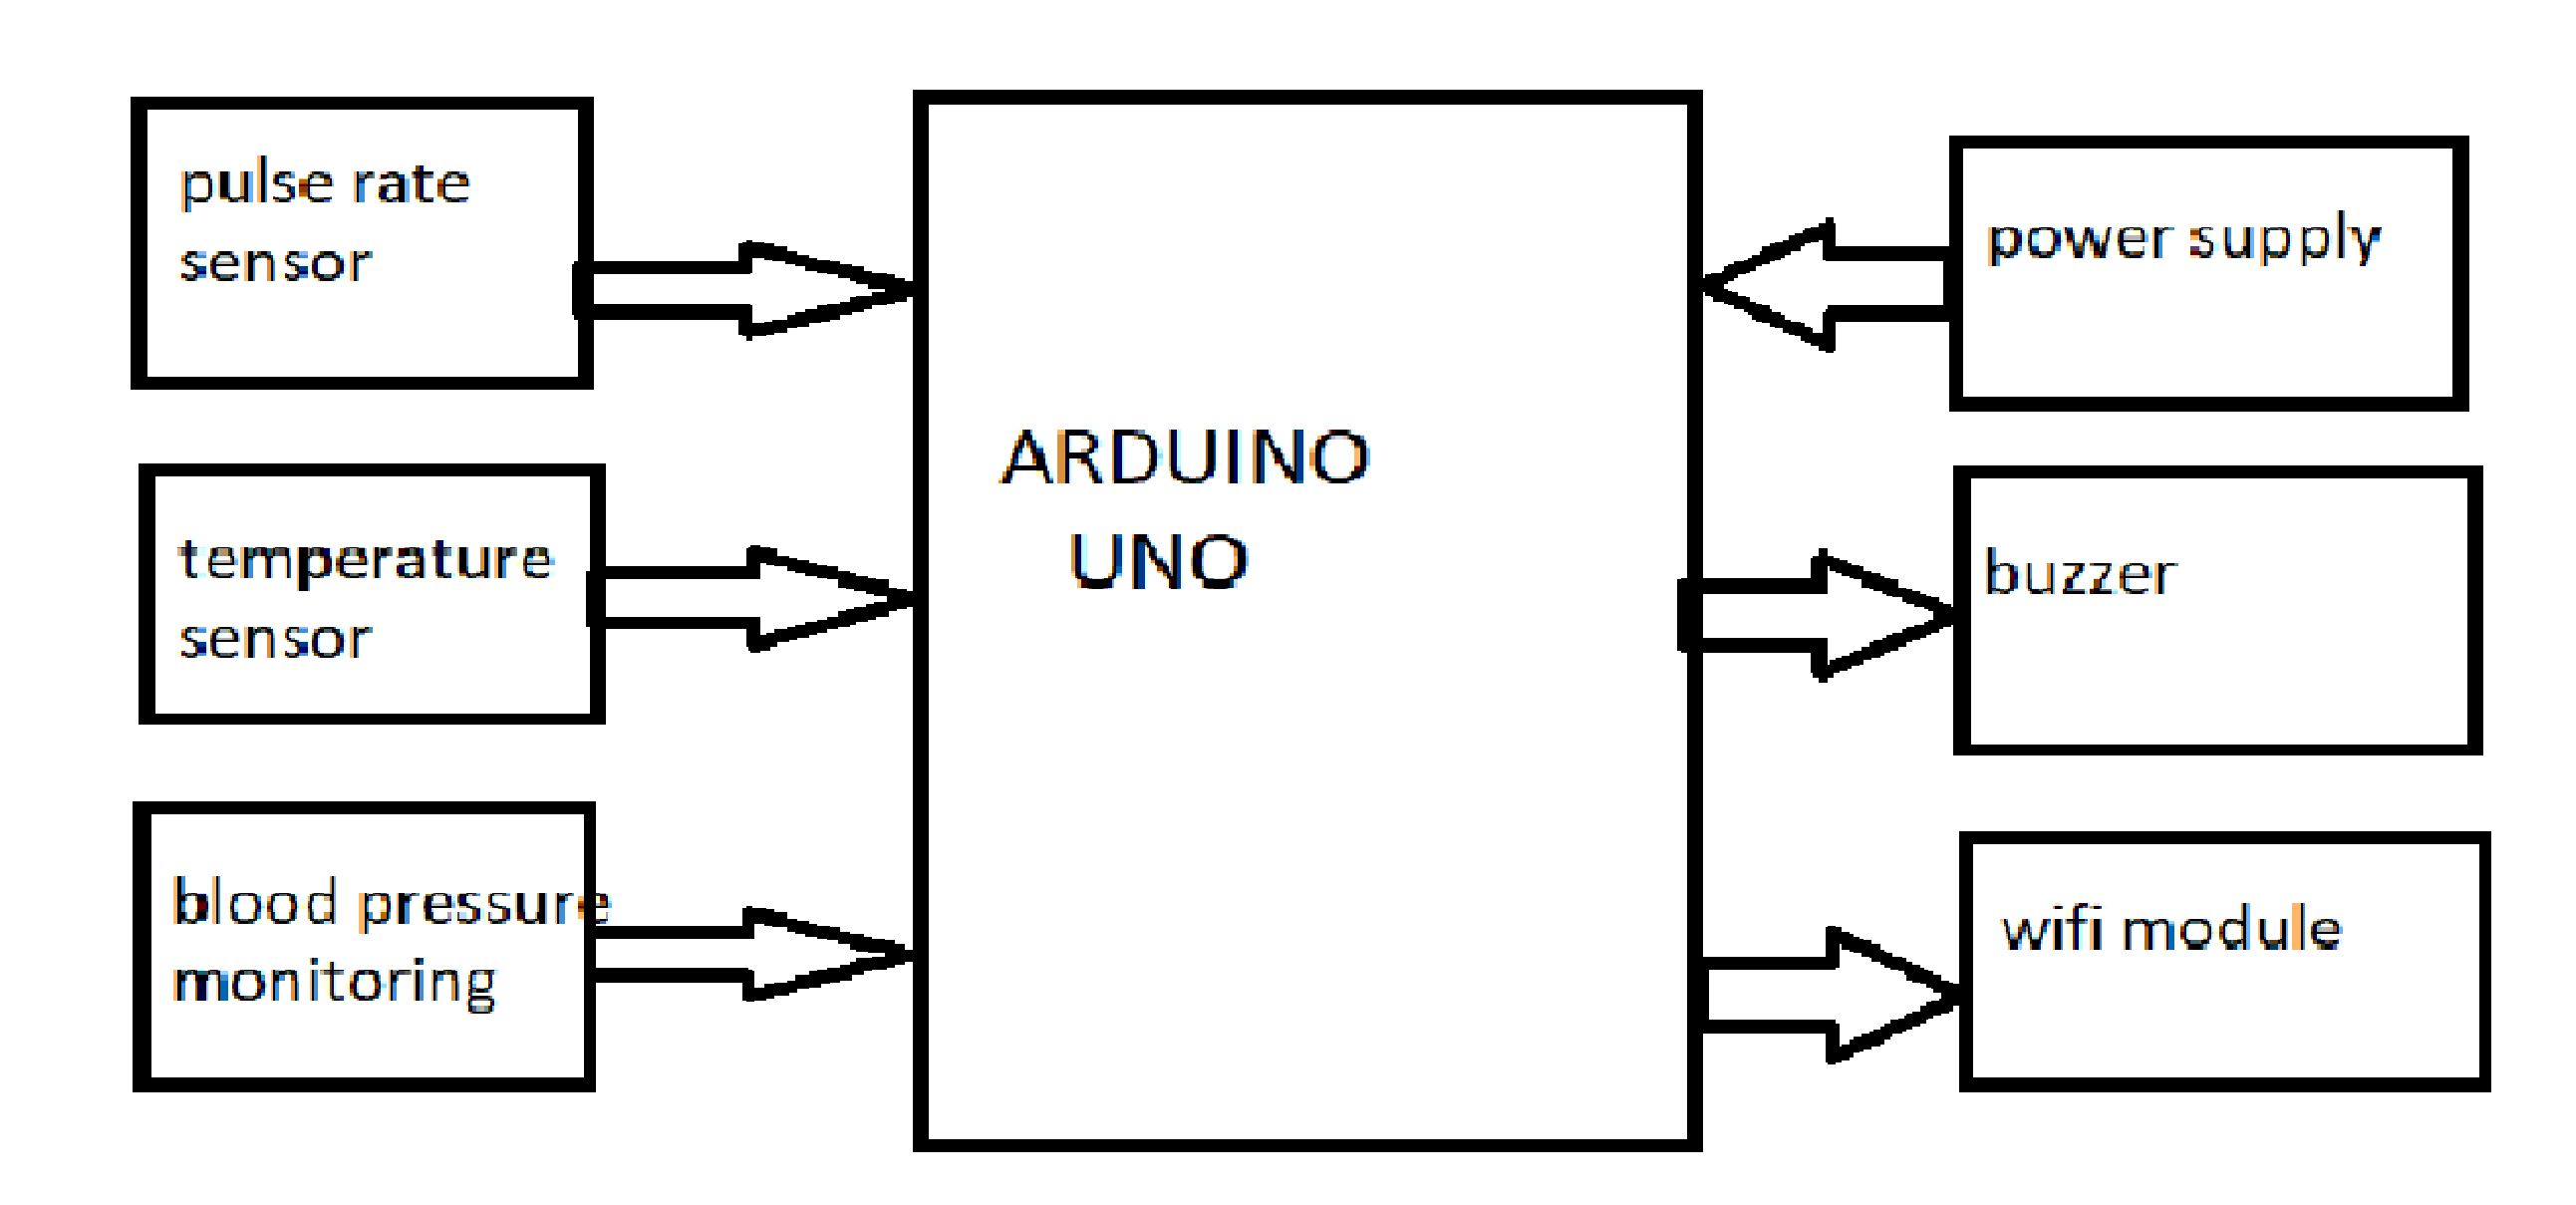 pulse rate
sensor
temperature
sensor
blood pressure
monitoring
ARDUINO
UNO
power supply
buzzer
wifi module